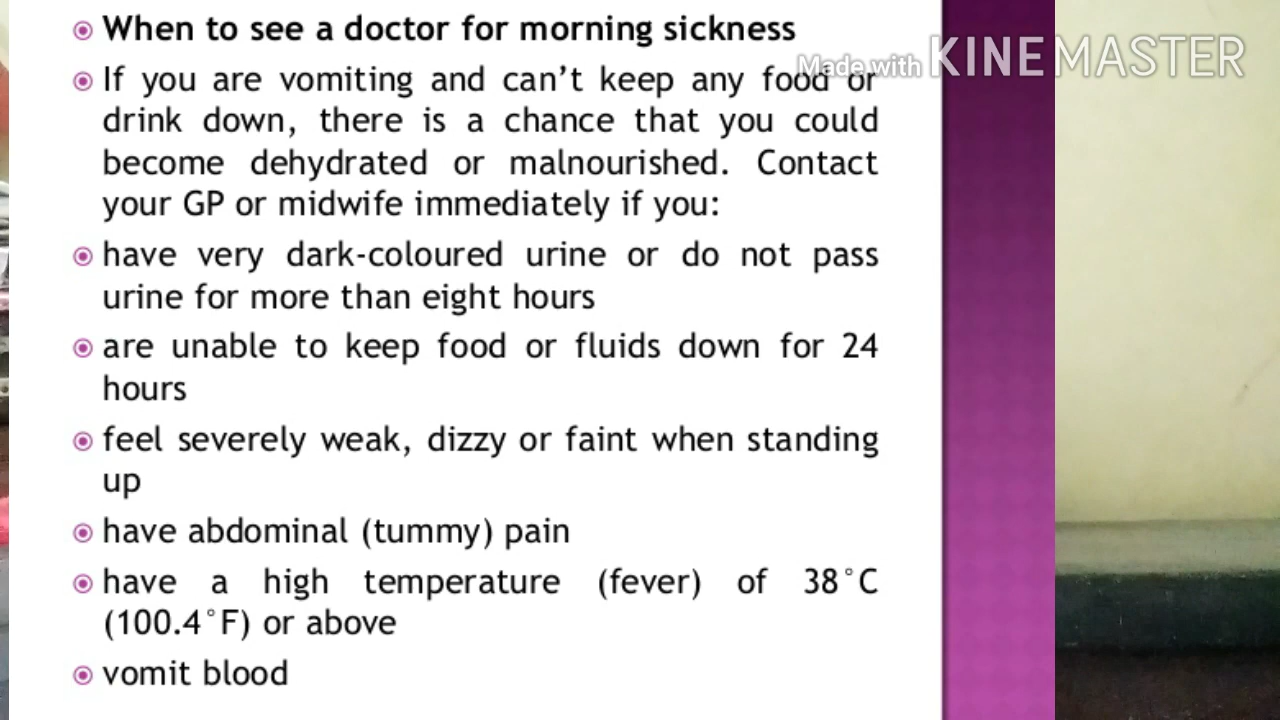 When to see a doctor for morning sickness
Made with KINEMASTER
If you are vomiting and can’t keep any food or
drink down, there is a chance that you could
become dehydrated or malnourished. Contact
your GP or midwife immediately if you:
have very dark-coloured urine or do not pass
urine for more than eight hours
are unable to keep food or fluids down for 24
hours
feel severely weak, dizzy or faint when standing
up
have abdominal (tummy) pain
have a high temperature (fever) of 38°C
(100.4°F) or above
vomit blood